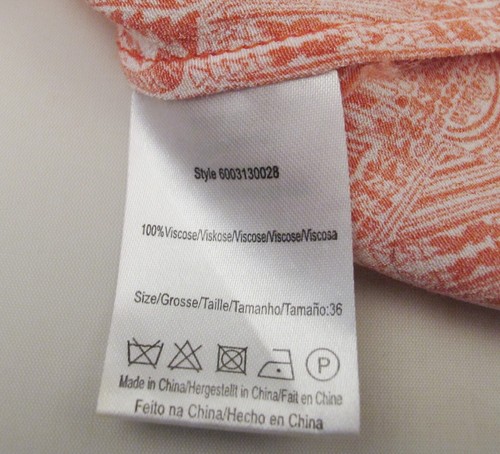 Style 6003130028
100%Viscose/Viskose/Viscose/Viscose/Viscosa
Size/Grosse/Taille/Tamanho/Tamaño:36
P
Made in China/Hergestellt in China/Fait en Chine
Feito na China/Hecho en China